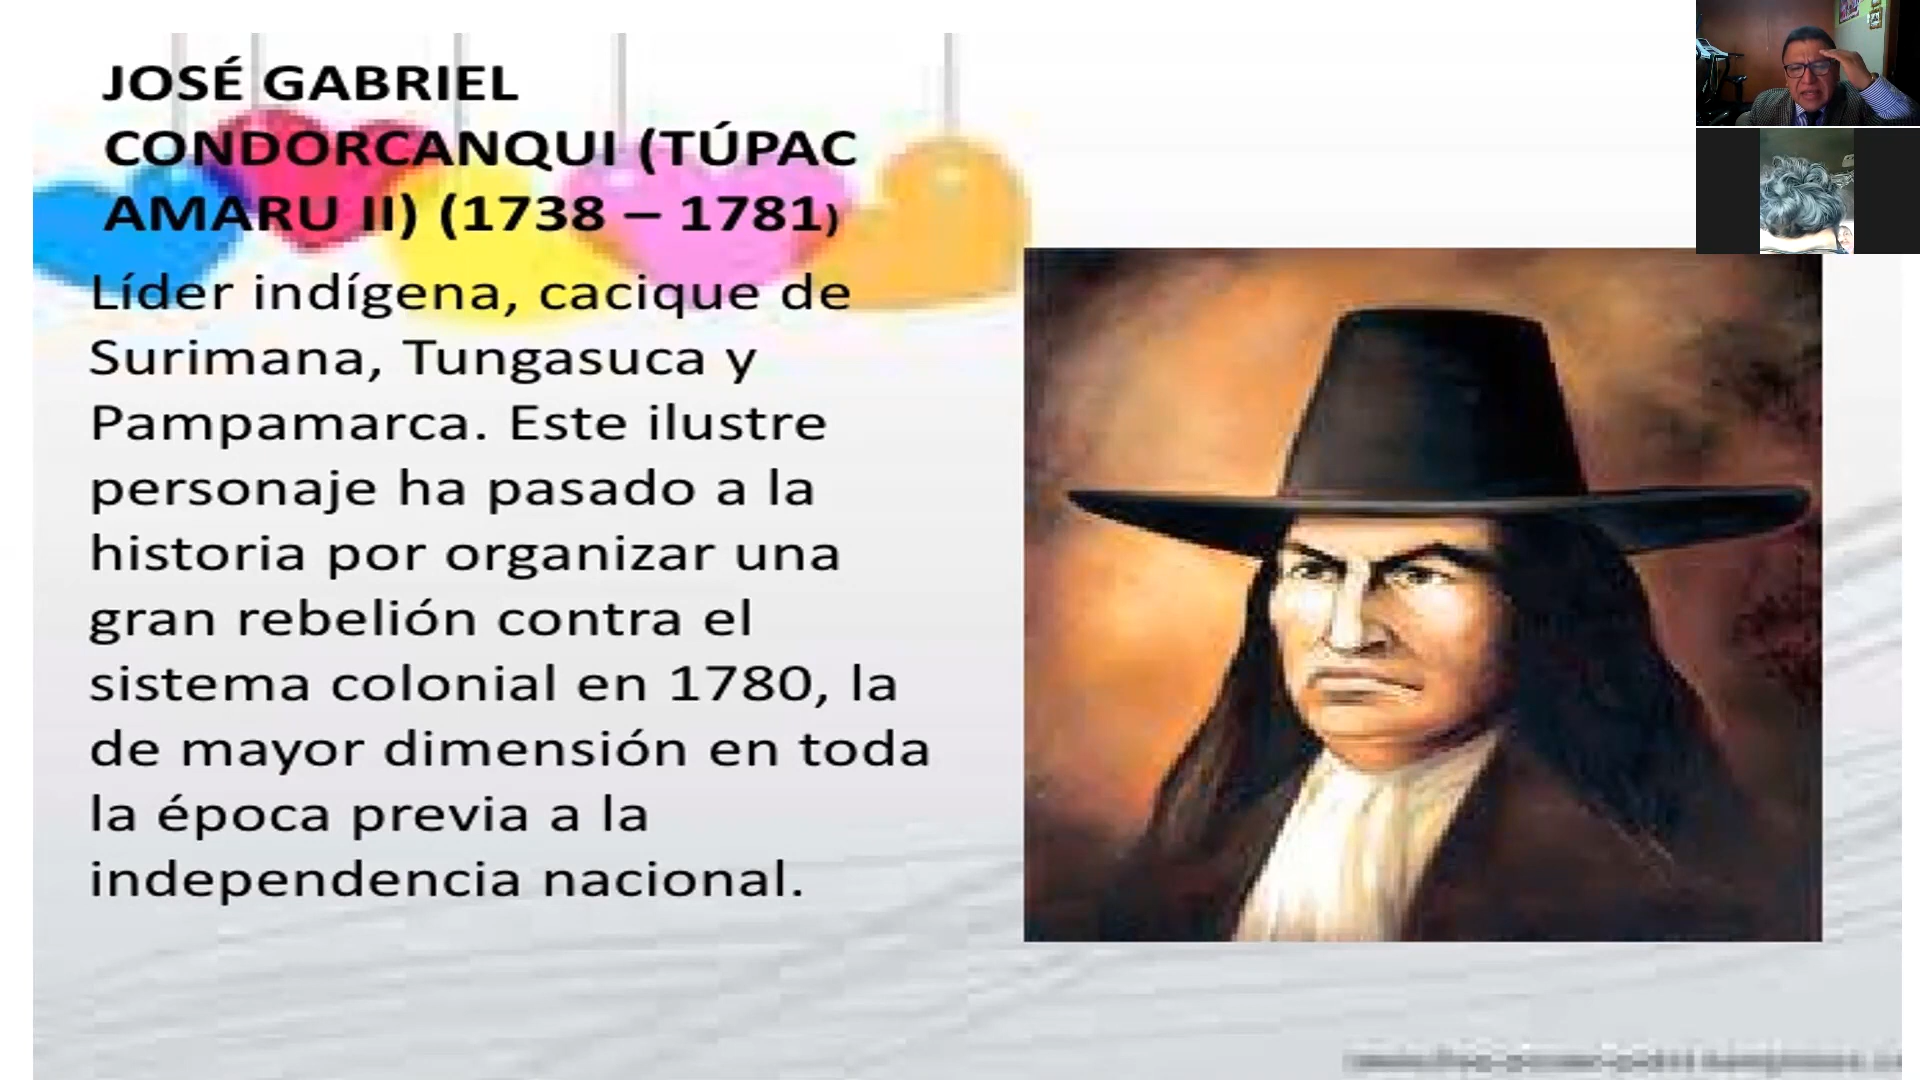 JOSÉ GABRIEL
CONDORCANQUI (TÚPAC
AMARU II) (1738 – 1781)
Líder indígena, cacique de
Surimana, Tungasuca y
Pampamarca. Este ilustre
personaje ha pasado a la
historia por organizar una
gran rebelión contra el
sistema colonial en 1780, la
de mayor dimensión en toda
la época previa a la
independencia nacional.